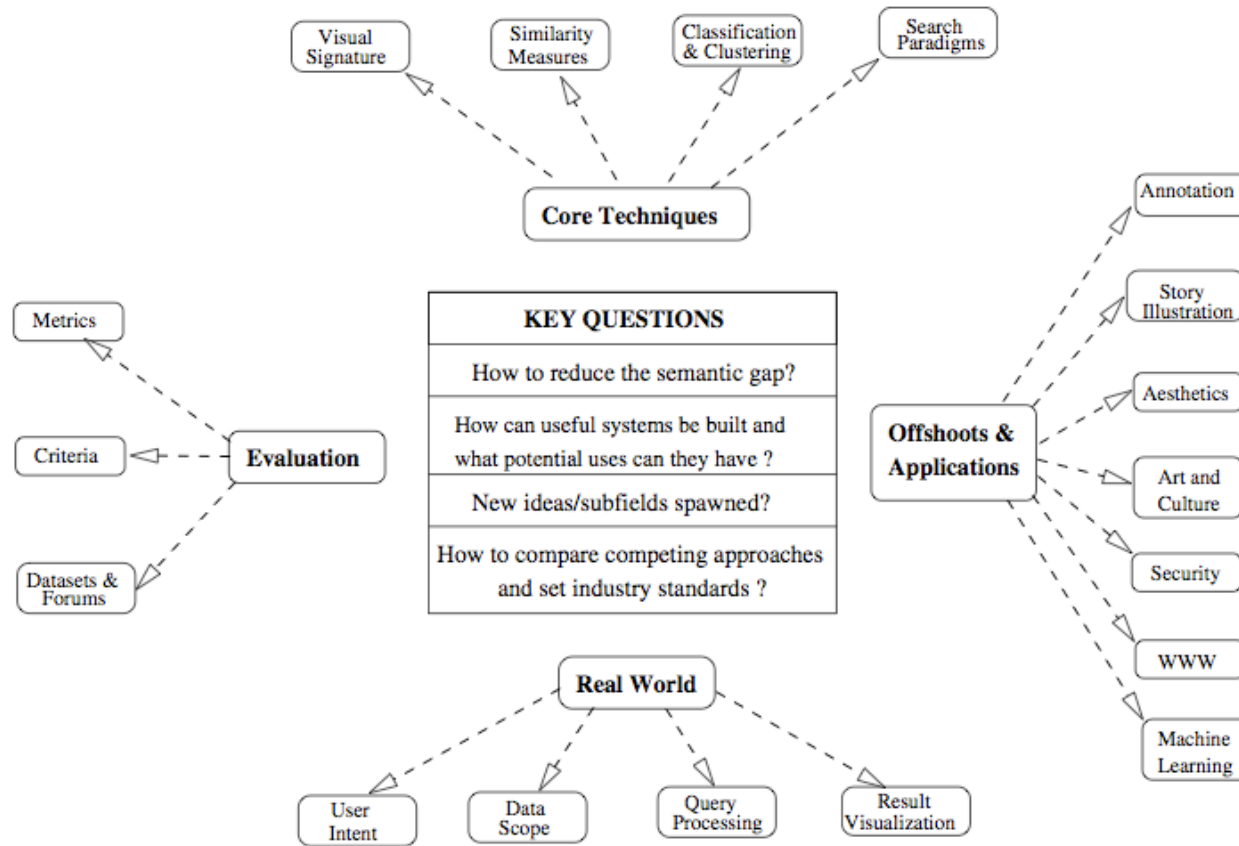 Visual
Signature
Similarity
Measures
Classification
& Clustering
Search
Paradigms
Core Techniques
Metrics
Criteria
Datasets &
Forums
Evaluation
KEY QUESTIONS
How to reduce the semantic gap?
How can useful systems be built and
what potential uses can they have ?
New ideas/subfields spawned?
How to compare competing approaches
and set industry standards ?
Offshoots &
Applications
Annotation
Story
Illustration
Aesthetics
Art and
Culture
Security
WWW
Machine
Learning
Real World
User
Intent
Data
Scope
Query
Processing
Result
Visualization